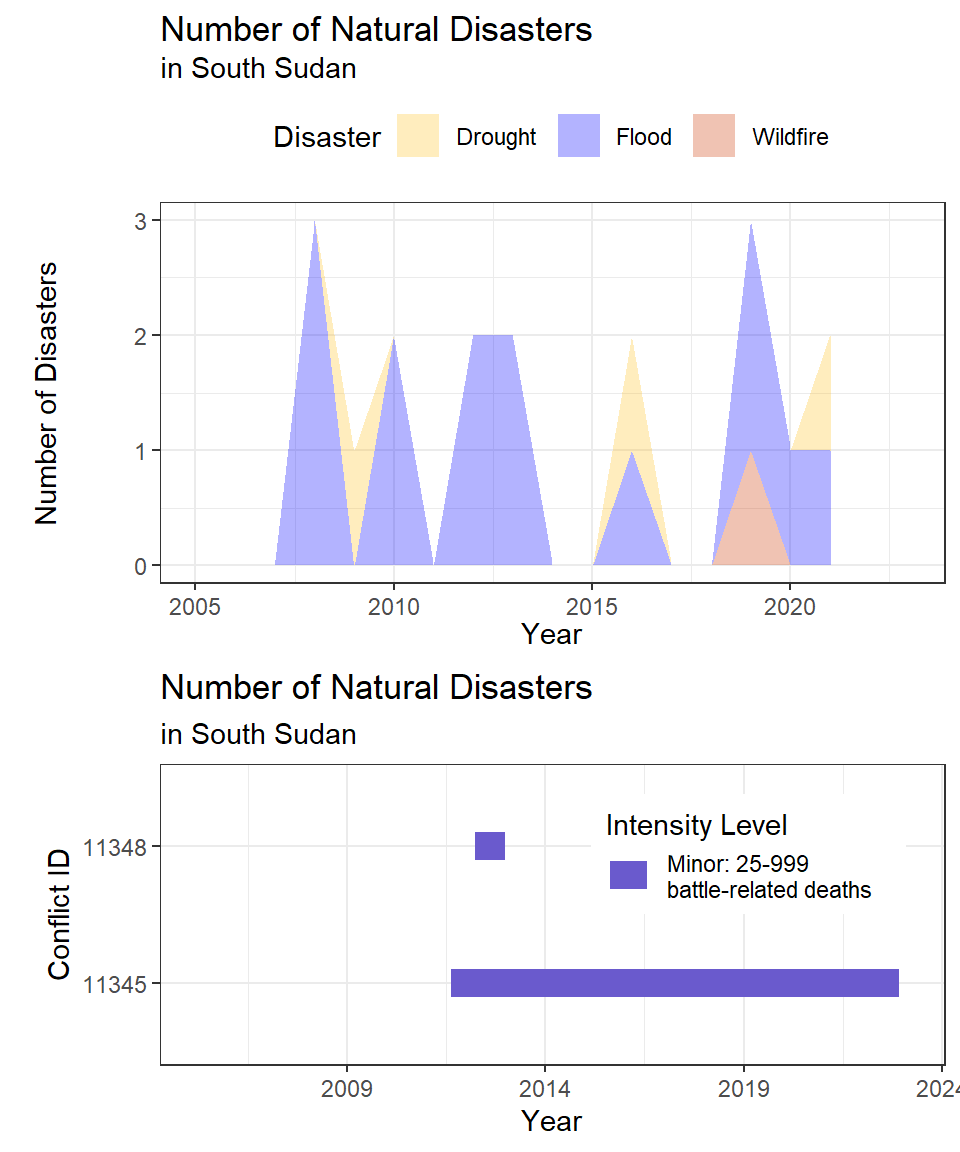 Number of Natural Disasters
in South Sudan
Disaster Drought Flood Wildfire
3
2
1
0
Number of Disasters
2005 2010 2015 2020
Year
Number of Natural Disasters
in South Sudan
Intensity Level
Minor: 25-999
battle-related deaths
11348
11345
Conflict ID
2009 2014 2019 2024
Year